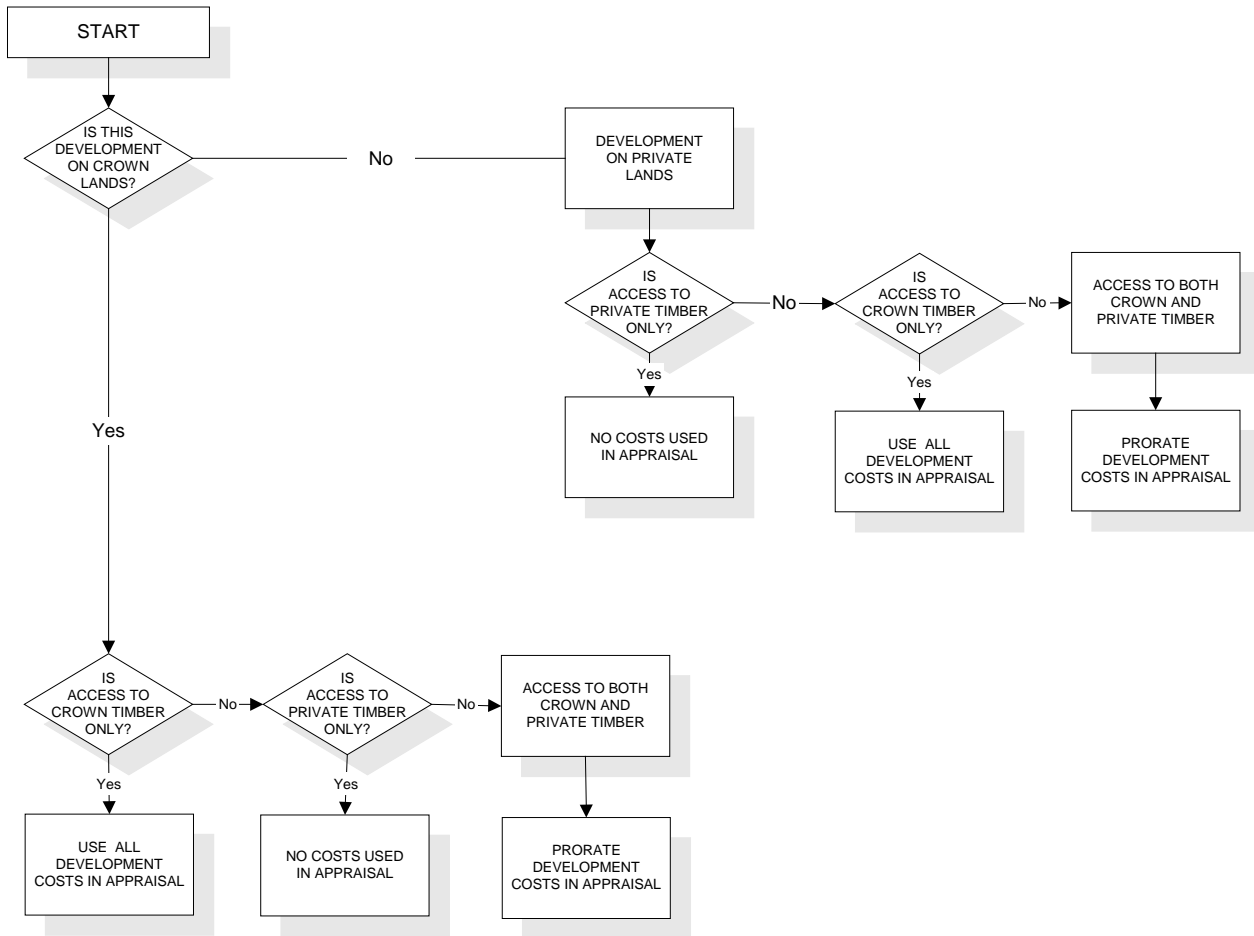 START
IS THIS
DEVELOPMENT
ON CROWN
LANDS?
No
DEVELOPMENT
ON PRIVATE
LANDS
IS
ACCESS TO
PRIVATE TIMBER
ONLY?
No
IS
ACCESS TO
CROWN TIMBER
ONLY?
No
ACCESS TO BOTH
CROWN AND
PRIVATE TIMBER
Yes
Yes
NO COSTS USED
IN APPRAISAL
USE ALL
DEVELOPMENT
COSTS IN APPRAISAL
PRORATE
DEVELOPMENT
COSTS IN APPRAISAL
Yes
IS
ACCESS TO
CROWN TIMBER
ONLY?
No
IS
ACCESS TO
PRIVATE TIMBER
ONLY?
No
ACCESS TO BOTH
CROWN AND
PRIVATE TIMBER
Yes
Yes
USE ALL
DEVELOPMENT
COSTS IN APPRAISAL
NO COSTS USED
IN APPRAISAL
PRORATE
DEVELOPMENT
COSTS IN APPRAISAL